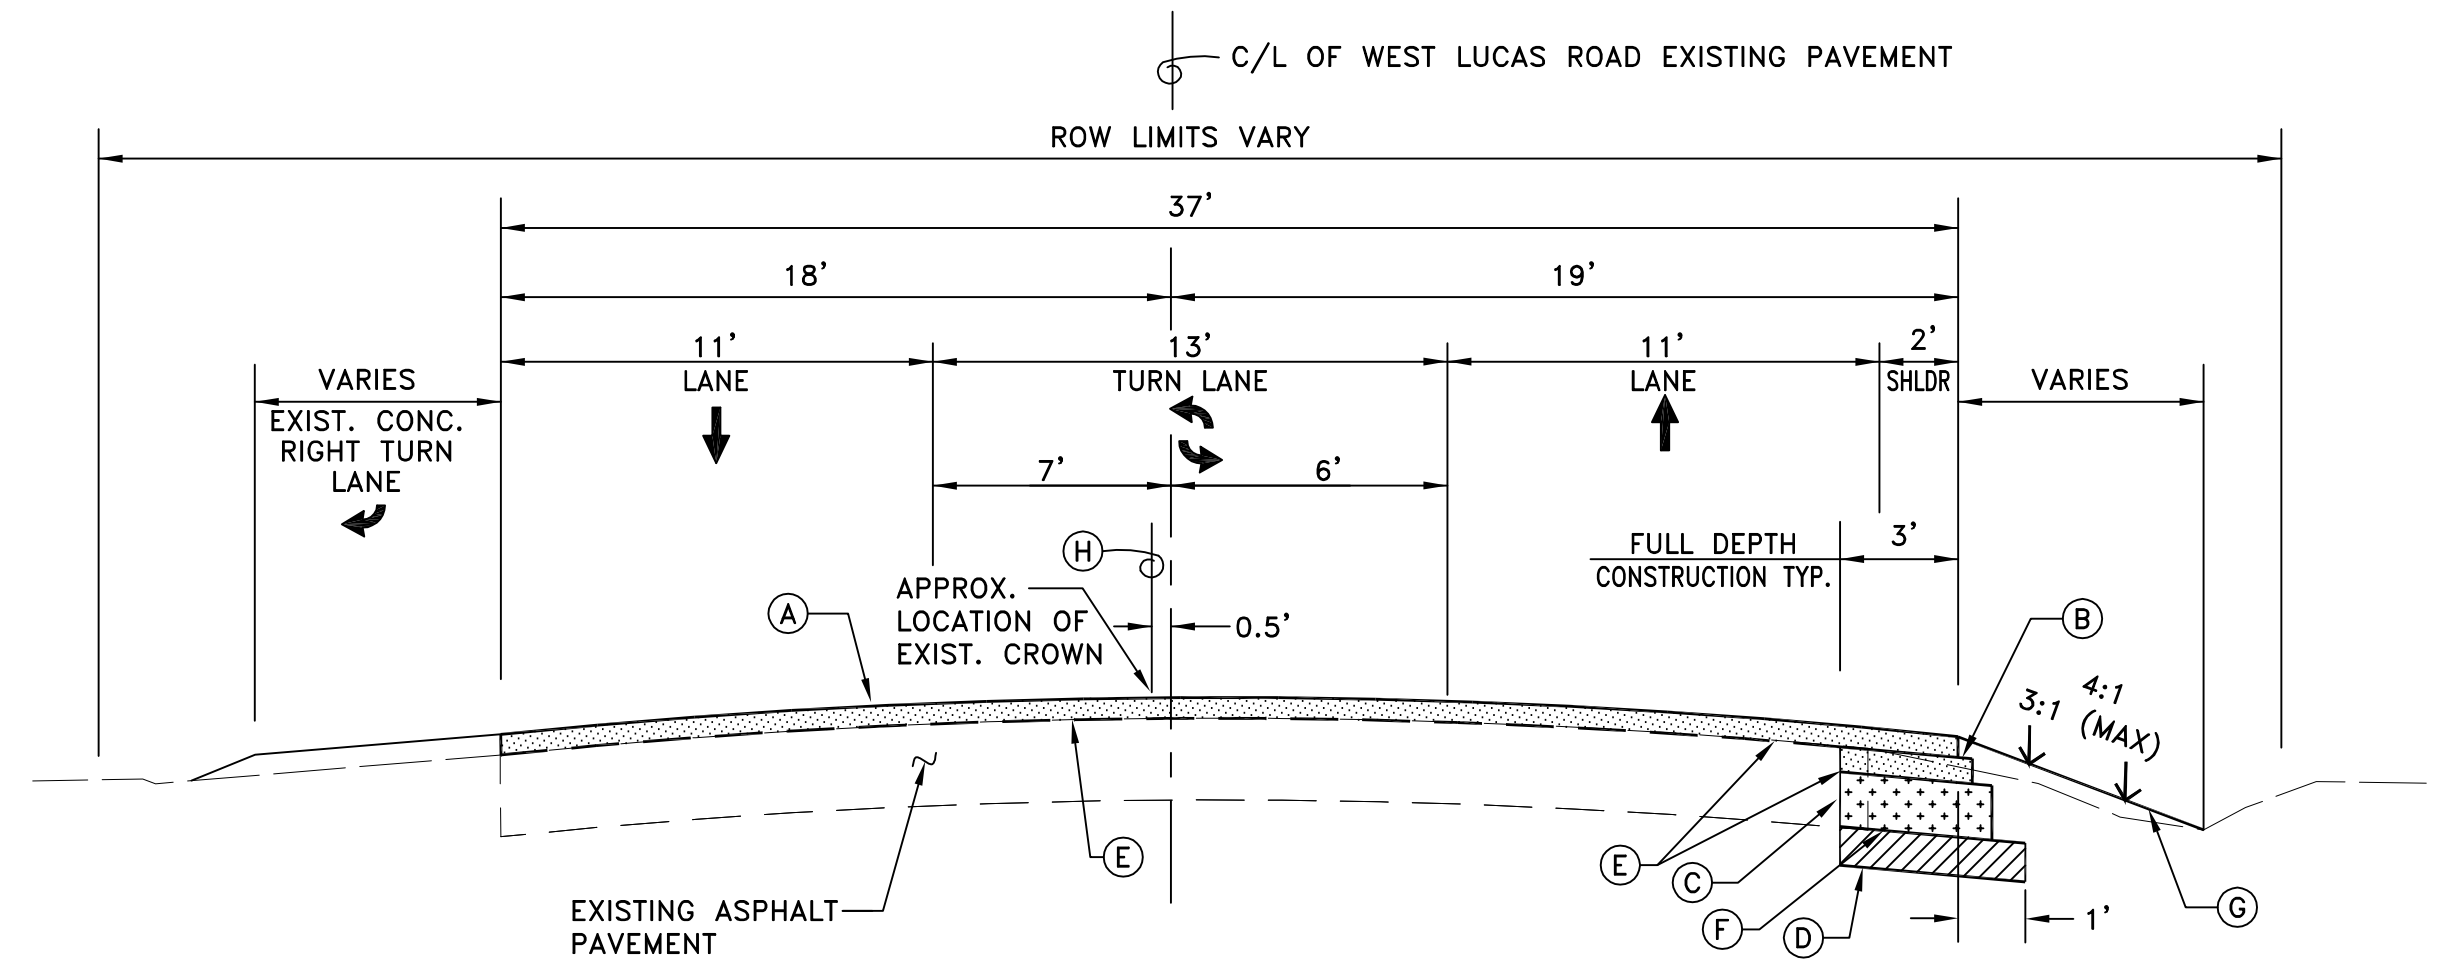 C/L OF WEST LUCAS ROAD EXISTING PAVEMENT
ROW LIMITS VARY
37'
18'
19'
11'
LANE
13'
TURN LANE
11'
LANE
2'
SHLDR
VARIES
EXIST. CONC.
RIGHT TURN
LANE
VARIES
7'
6'
3'
FULL DEPTH
CONSTRUCTION TYP.
H
APPROX.
LOCATION OF
EXIST. CROWN
0.5'
A
B
3:1
4:1
(MAX)
E
E
C
F
D
G
1'
EXISTING ASPHALT
PAVEMENT